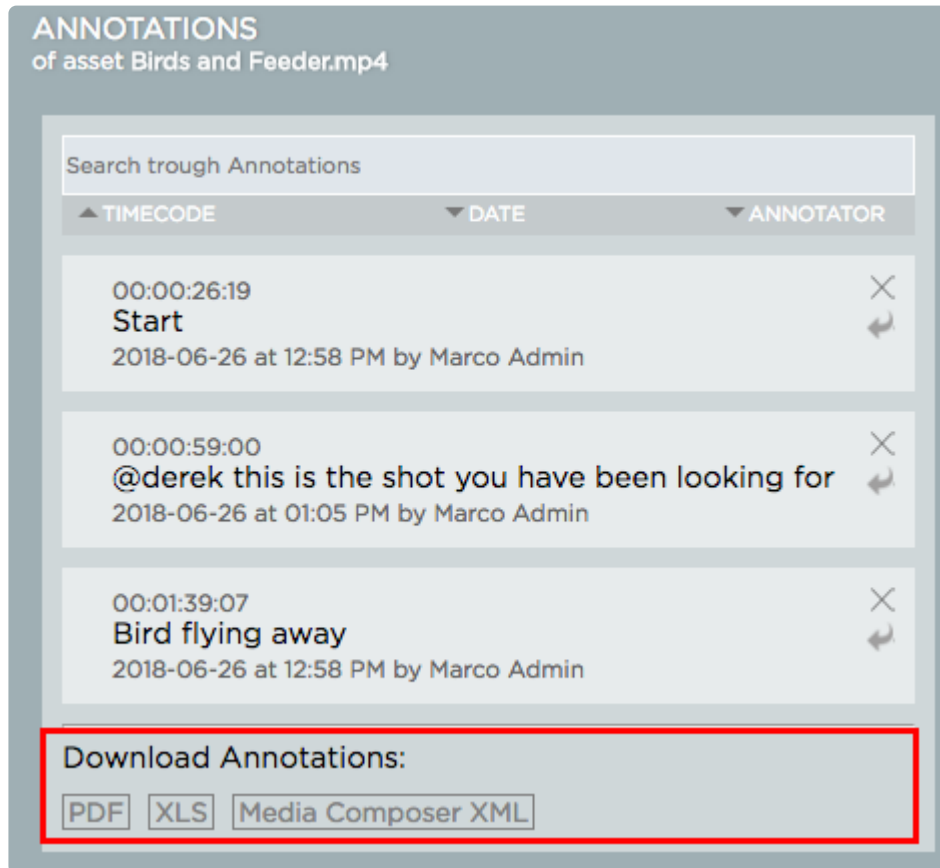 ANNOTATIONS
of asset Birds and Feeder.mp4
Search trough Annotations
TIMECODE DATE ANNOTATOR
00:00:26:19
Start
2018-06-26 at 12:58 PM by Marco Admin
00:00:59:00
@derek this is the shot you have been looking for
2018-06-26 at 01:05 PM by Marco Admin
00:01:39:07
Bird flying away
2018-06-26 at 12:58 PM by Marco Admin
Download Annotations:
PDF XLS Media Composer XML